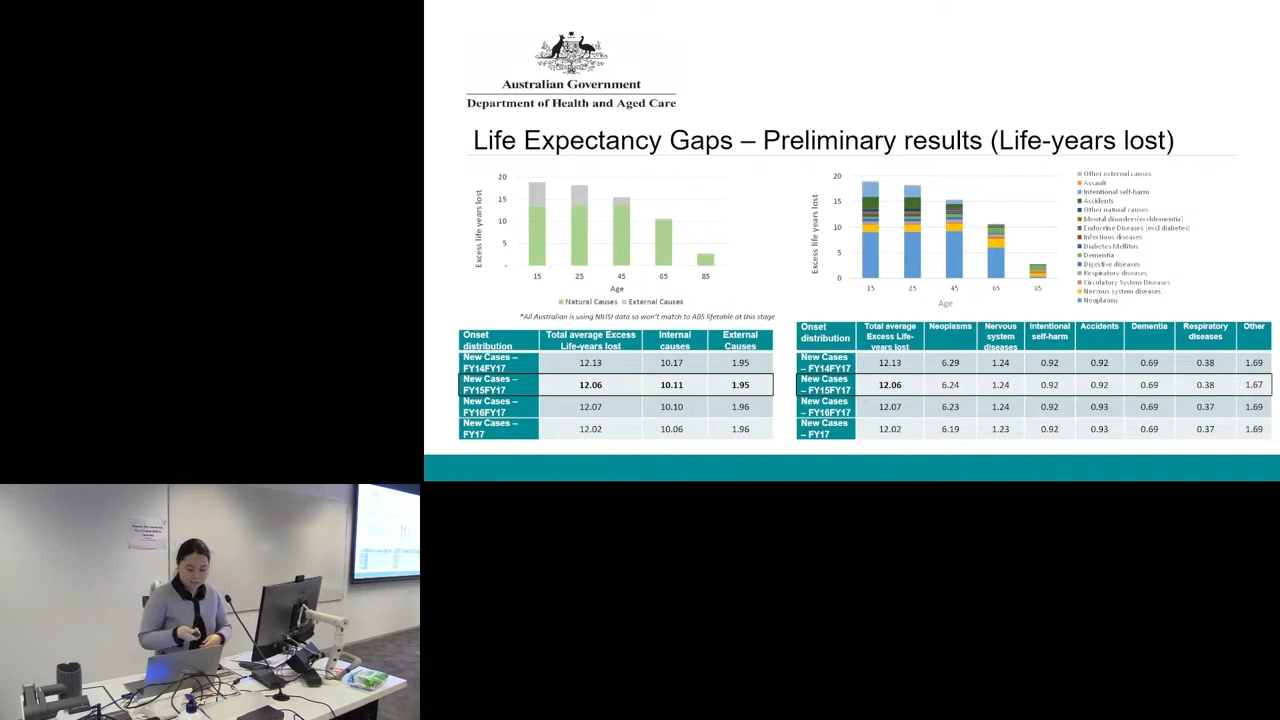 Australian Government
Department of Health and Aged Care
Life Expectancy Gaps – Preliminary results (Life-years lost)
Excess life years lost
20
15
10
5
-
15 25 45 65 85
Age
Natural Causes External Causes
*All Australian is using NIHSI data so won't match to ABS lifetable at this stage
Excess life years lost
20
15
10
5
0
15 25 45 65 85
Age
Other external causes
Assault
Intentional self-harm
Accidents
Other natural causes
Mental disorders(excldementia)
Endocrine Diseases (excl diabetes)
Infectious diseases
Diabetes Mellitus
Dementia
Digestive diseases
Respiratory diseases
Circulatory System Diseases
Nervous system diseases
Neoplasms
Onset distribution Total average Excess Life-years lost Internal causes External Causes
New Cases – FY14FY17 12.13 10.17 1.95
New Cases – FY15FY17 12.06 10.11 1.95
New Cases – FY16FY17 12.07 10.10 1.96
New Cases – FY17 12.02 10.06 1.96
Onset distribution Total average Excess Life-years lost Neoplasms Nervous system diseases Intentional self-harm Accidents Dementia Respiratory diseases Other
New Cases – FY14FY17 12.13 6.29 1.24 0.92 0.92 0.69 0.38 1.69
New Cases – FY15FY17 12.06 6.24 1.24 0.92 0.92 0.69 0.38 1.67
New Cases – FY16FY17 12.07 6.23 1.24 0.92 0.93 0.69 0.37 1.69
New Cases – FY17 12.02 6.19 1.23 0.92 0.93 0.69 0.37 1.69